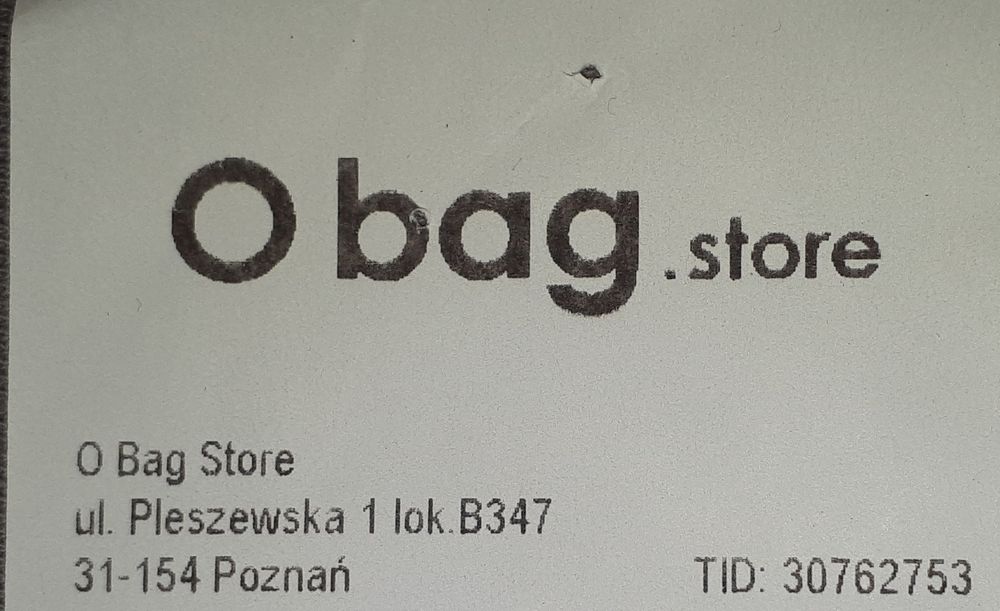 O bag .store
O Bag Store
ul. Pleszewska 1 lok.B347
31-154 Poznań TID: 30762753